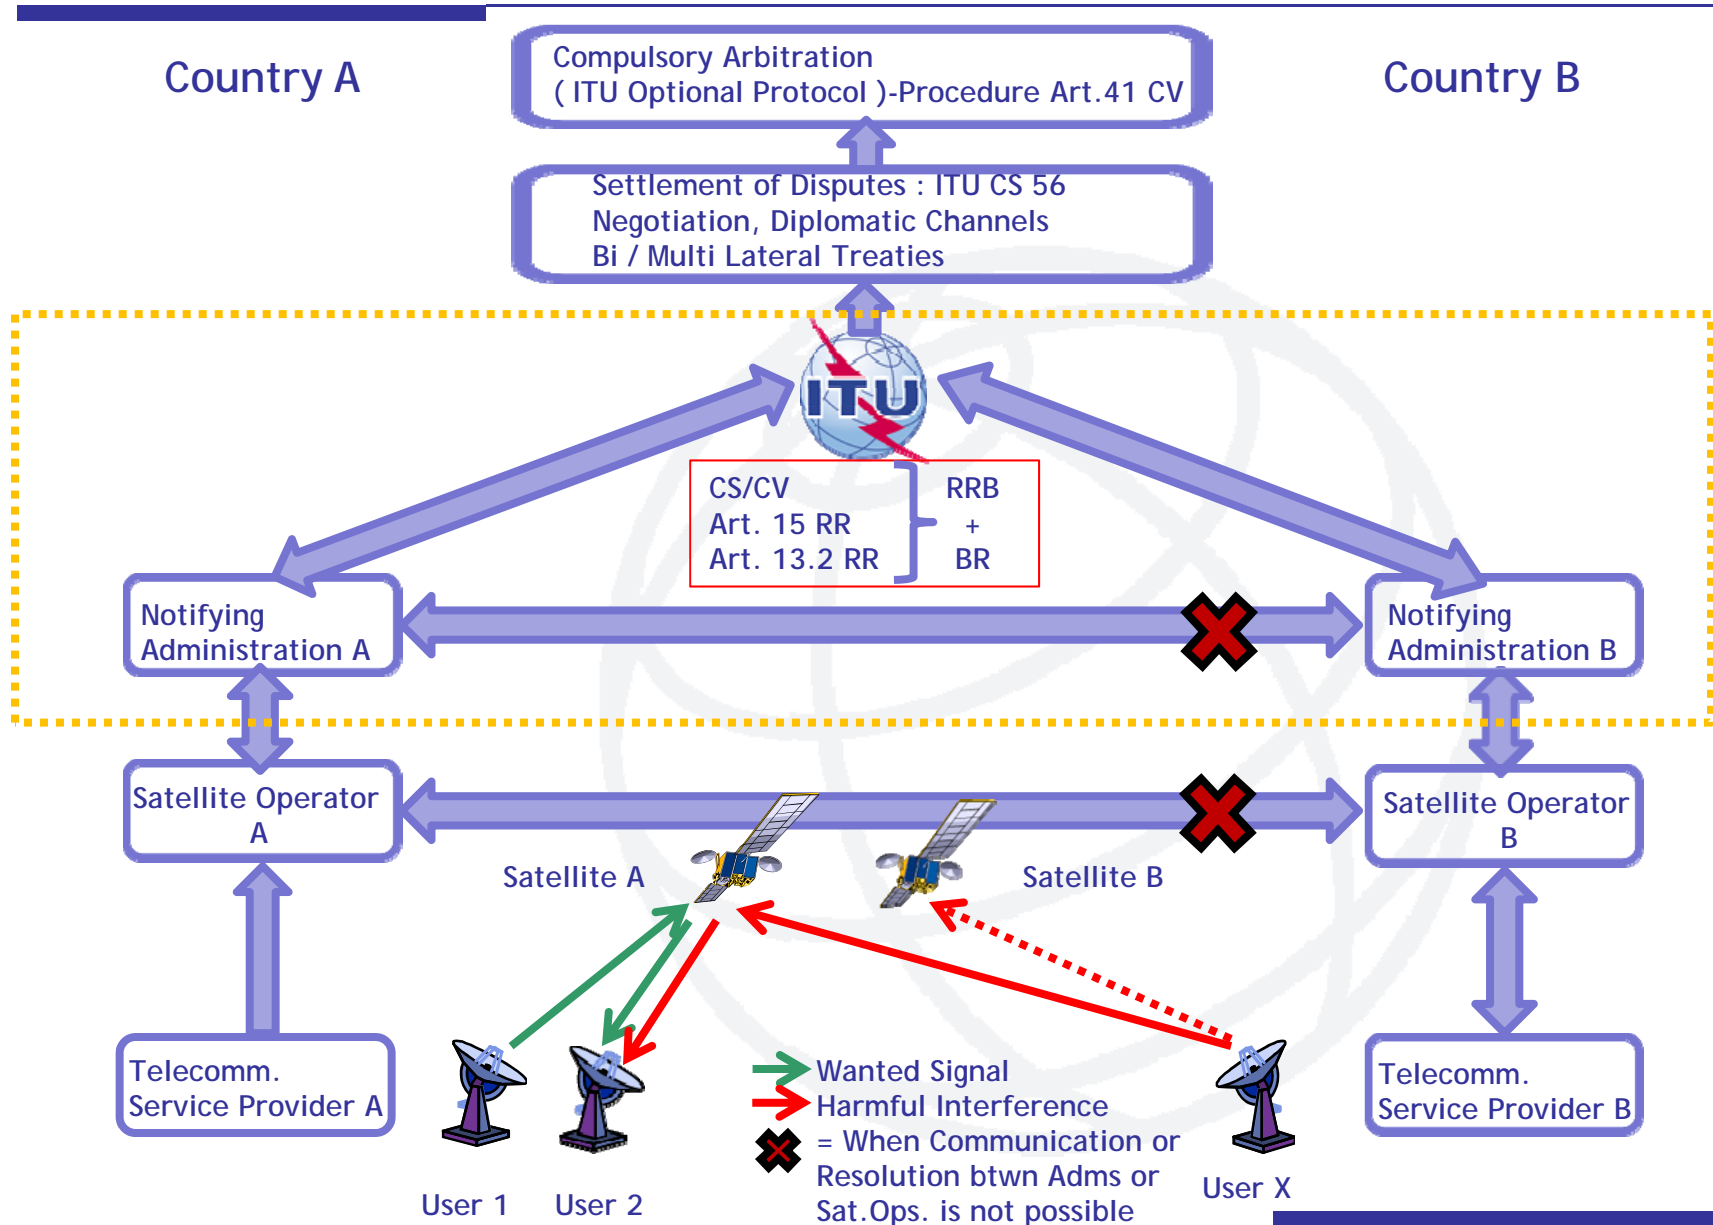 Country A
Compulsory Arbitration
( ITU Optional Protocol )-Procedure Art.41 CV
Country B
Settlement of Disputes : ITU CS 56
Negotiation, Diplomatic Channels
Bi / Multi Lateral Treaties
ITU
CS/CV
Art. 15 RR
Art. 13.2 RR
RRB
+
BR
Notifying
Administration A
Notifying
Administration B
Satellite Operator
A
Satellite Operator
B
Satellite A
Satellite B
Telecomm.
Service Provider A
Telecomm.
Service Provider B
Wanted Signal
Harmful Interference
= When Communication or
Resolution btwn Adms or
Sat.Ops. is not possible
User 1
User 2
User X